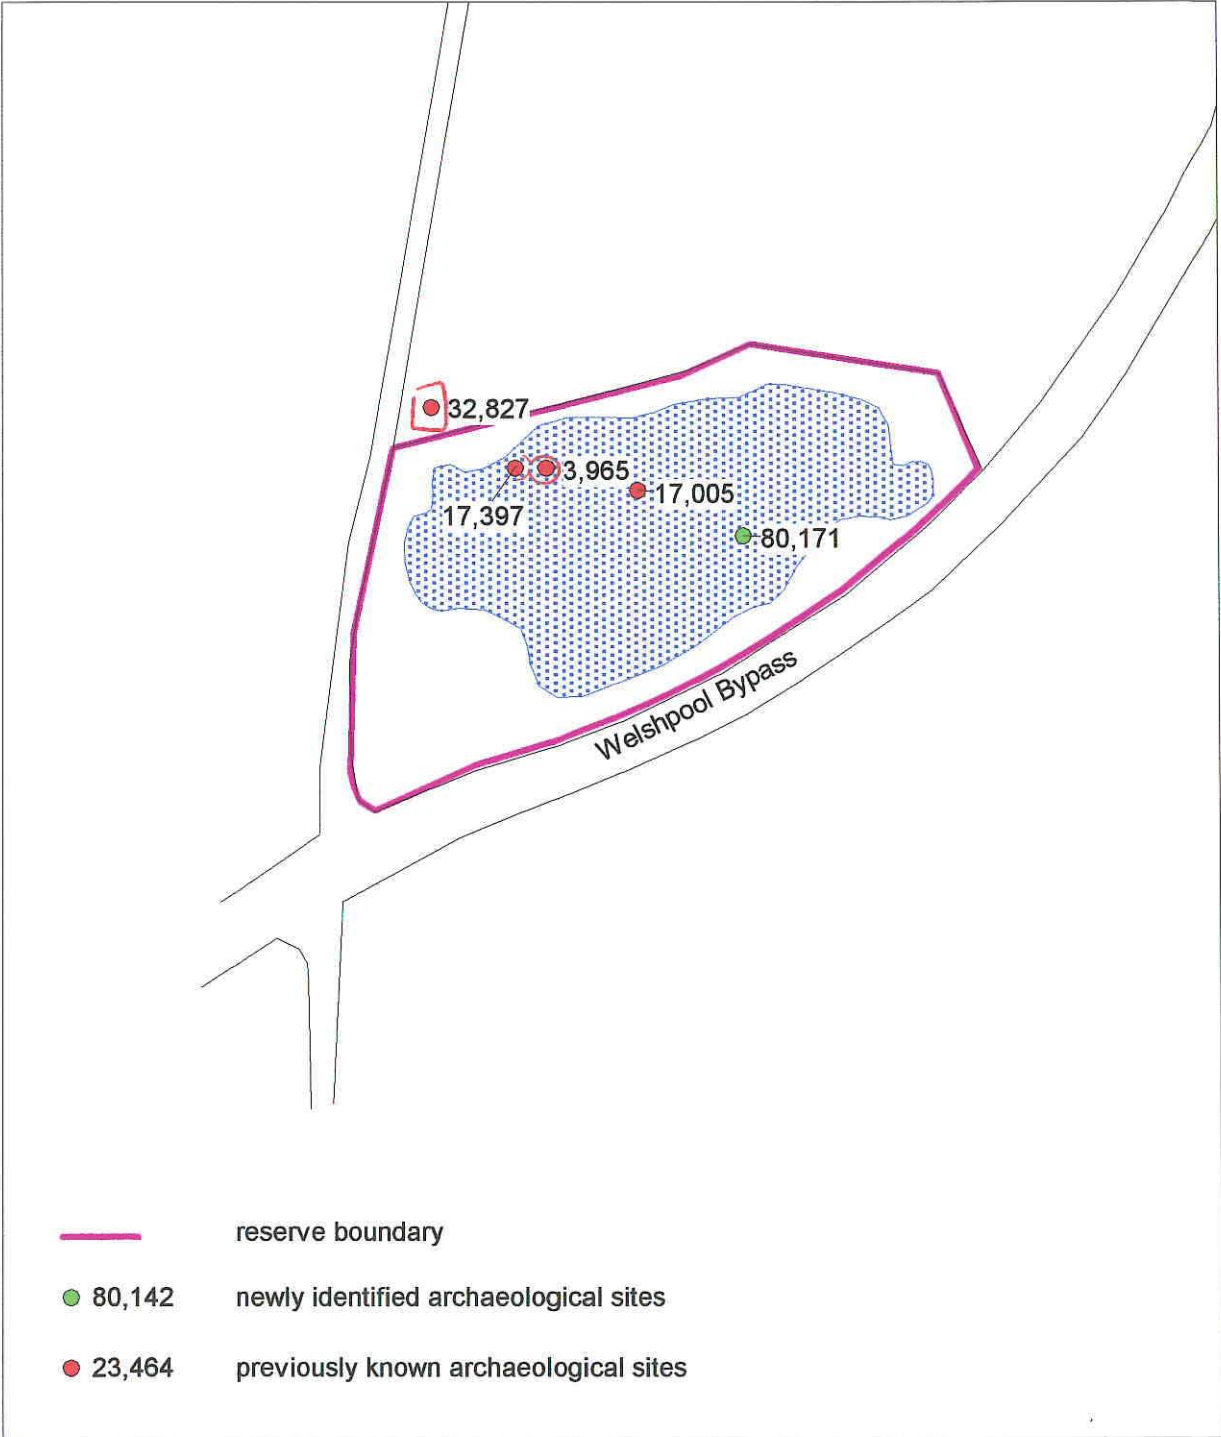 32,827
3,965
17,005
17,397
80,171
Welshpool Bypass
reserve boundary
80,142 newly identified archaeological sites
23,464 previously known archaeological sites